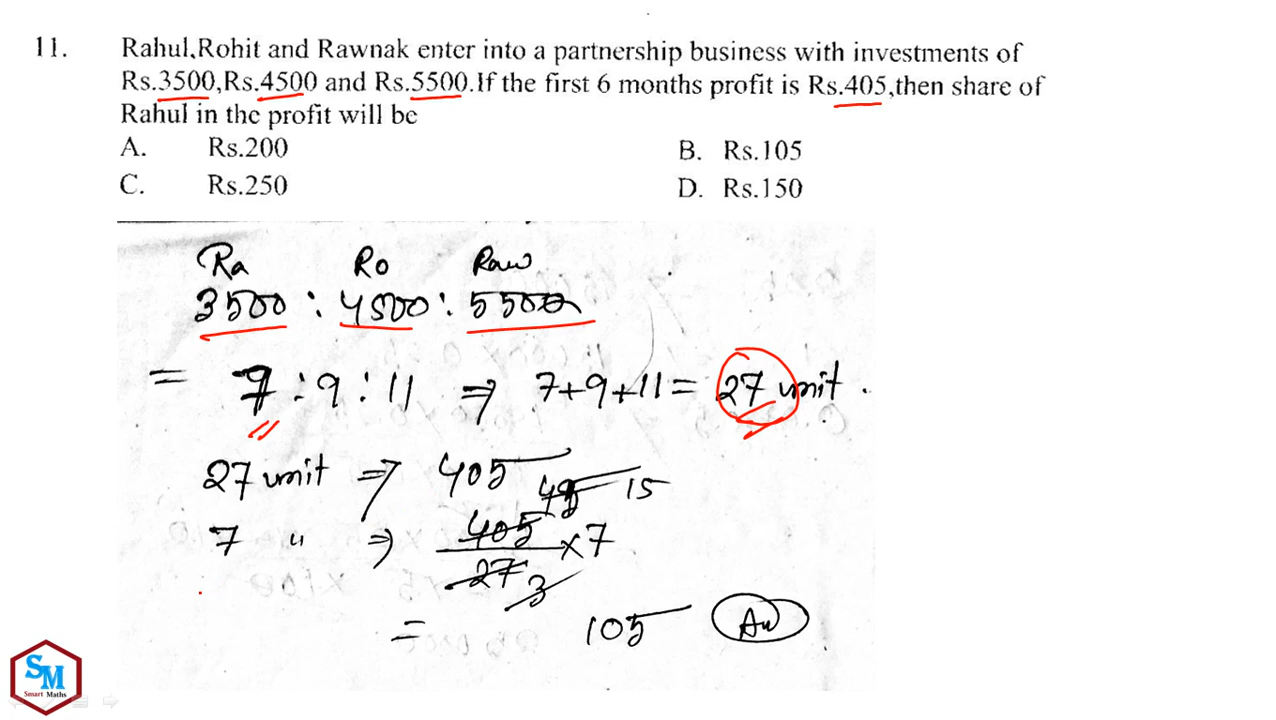 11. Rahul,Rohit and Rawnak enter into a partnership business with investments of
Rs.3500,Rs.4500 and Rs.5500.If the first 6 months profit is Rs.405,then share of
Rahul in the profit will be
A. Rs.200 B. Rs.105
C. Rs.250 D. Rs.150
Ra Ro Raw
3500 : 4500 : 5500
= 7 : 9 : 11 ⇒ 7+9+11 = 27 unit.
27 unit ⇒ 405
45 15
7 " ⇒ 405/27 × 7
3
= 105 An
SM
Smart Maths